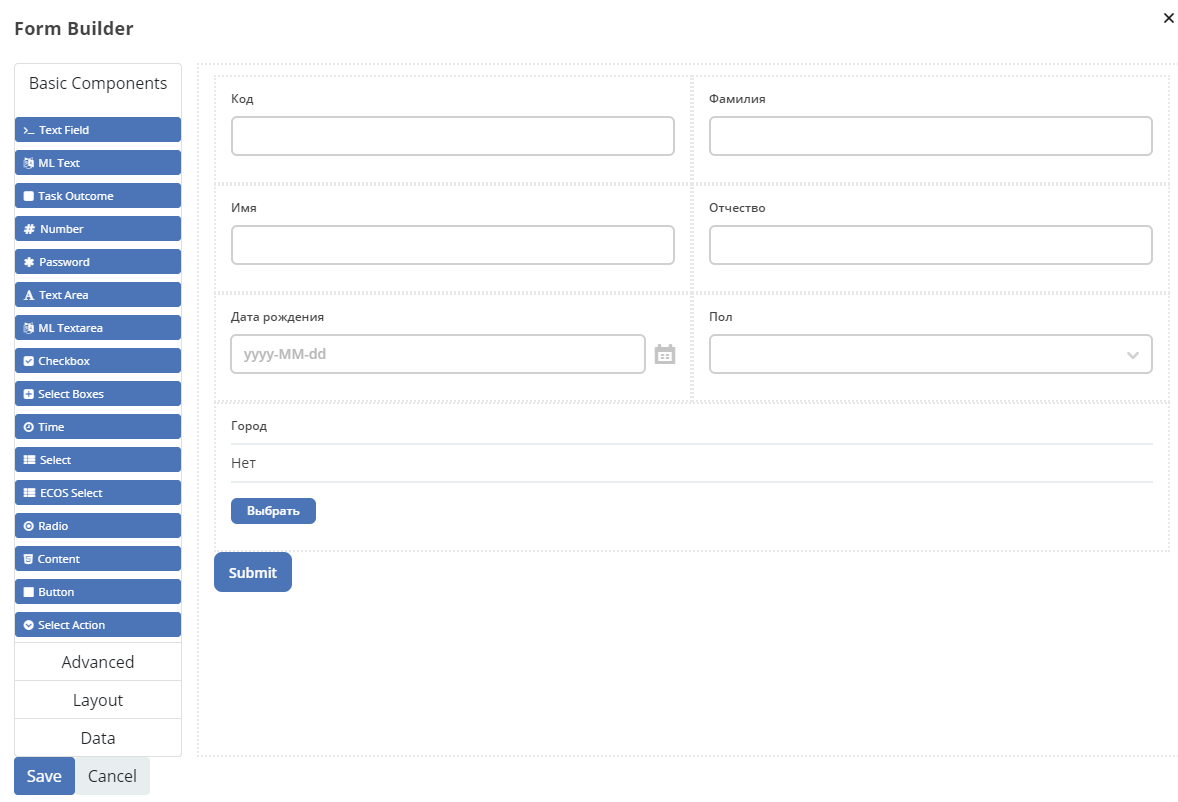 Form Builder
Basic Components
Text Field
ML Text
Task Outcome
Number
Password
Text Area
ML Textarea
Checkbox
Select Boxes
Time
Select
ECOS Select
Radio
Content
Button
Select Action
Advanced
Layout
Data
Save Cancel
Код Фамилия
Имя Отчество
Дата рождения Пол
yyyy-MM-dd
Город
Нет
Выбрать
Submit